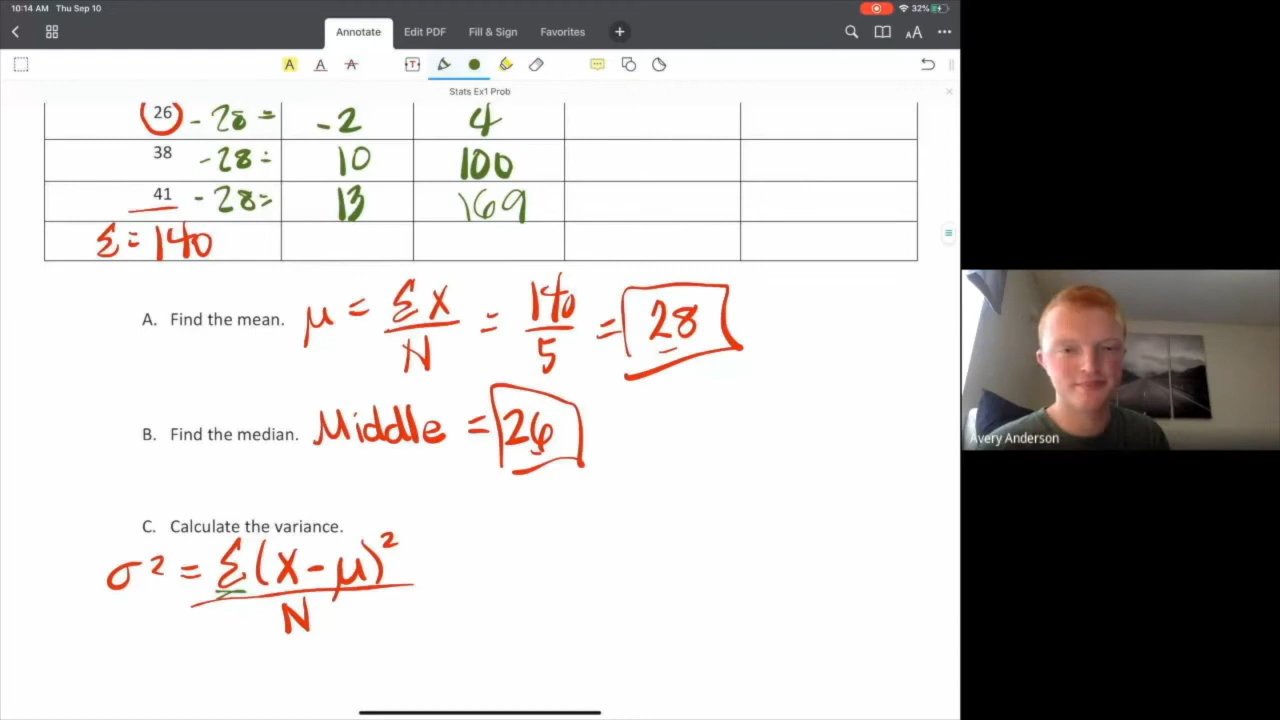 10:14 AM Thu Sep 10 32%
Annotate Edit PDF Fill & Sign Favorites
A A A T AA
Stats Ex1 Prob
26 - 28 = -2 4
38 - 28 = 10 100
41 - 28 = 13 169
Σ = 140
A. Find the mean. μ = ΣX / N = 140 / 5 = 28
B. Find the median. Middle = 26
C. Calculate the variance.
σ² = Σ(X - μ)² / N
Avery Anderson